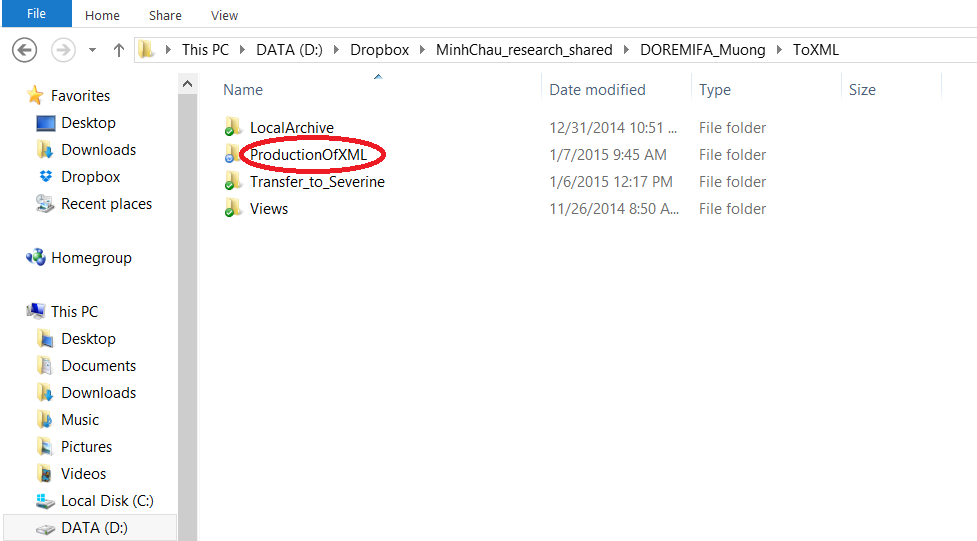 File Home Share View
This PC DATA (D:) Dropbox MinhChau_research_shared DOREMIFA_Muong ToXML
Name Date modified Type Size
Favorites
Desktop
Downloads
Dropbox
Recent places
Homegroup
This PC
Desktop
Documents
Downloads
Music
Pictures
Videos
Local Disk (C:)
DATA (D:)
LocalArchive 12/31/2014 10:51 ... File folder
ProductionOfXML 1/7/2015 9:45 AM File folder
Transfer_to_Severine 1/6/2015 12:17 PM File folder
Views 11/26/2014 8:50 A... File folder